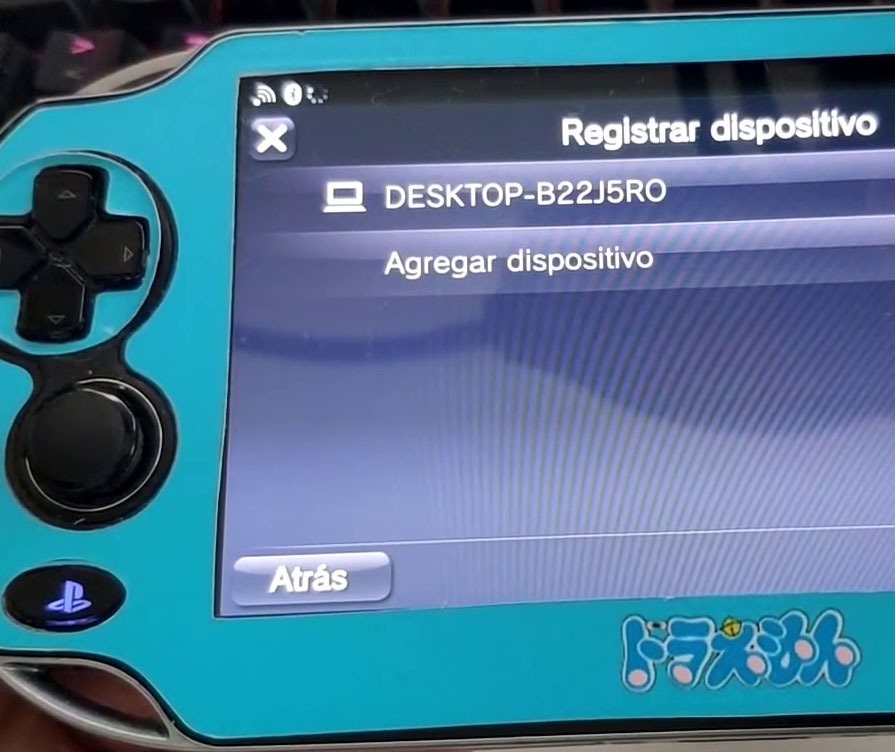 Registrar dispositivo
DESKTOP-B22J5RO
Agregar dispositivo
Atrás
ドラえもん